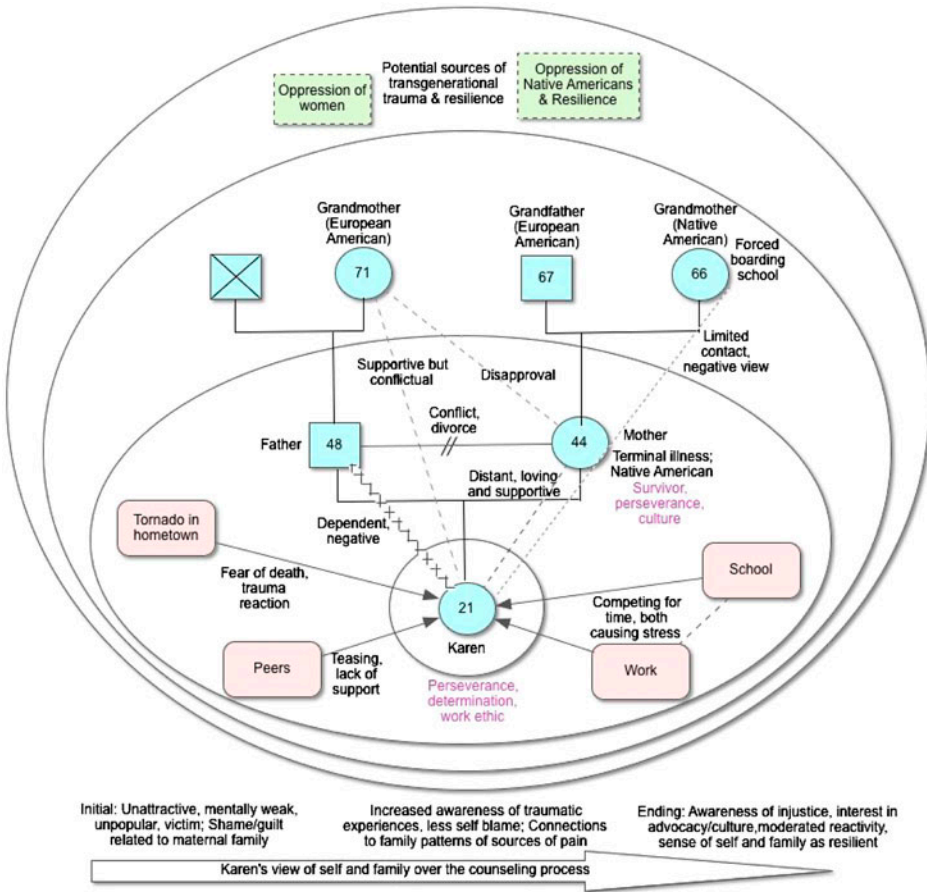 Potential sources of
transgenerational
trauma & resilience
Oppression of
women
Oppression of
Native Americans
& Resilience
Grandmother
(European
American)
Grandfather
(European
American)
Grandmother
(Native
American)
Forced
boarding
school
71
67
66
Limited
contact,
negative view
Supportive but
conflictual
Disapproval
Conflict,
divorce
Father
48
44
Mother
Terminal illness;
Native American
Survivor,
perseverance,
culture
Distant, loving
and supportive
Dependent,
negative
Tornado in
hometown
Fear of death,
trauma
reaction
School
21
Karen
Competing for
time, both
causing stress
Peers
Teasing,
lack of
support
Work
Perseverance,
determination,
work ethic
Initial: Unattractive, mentally weak,
unpopular, victim; Shame/guilt
related to maternal family
Increased awareness of traumatic
experiences, less self blame; Connections
to family patterns of sources of pain
Ending: Awareness of injustice, interest in
advocacy/culture,moderated reactivity,
sense of self and family as resilient
Karen's view of self and family over the counseling process